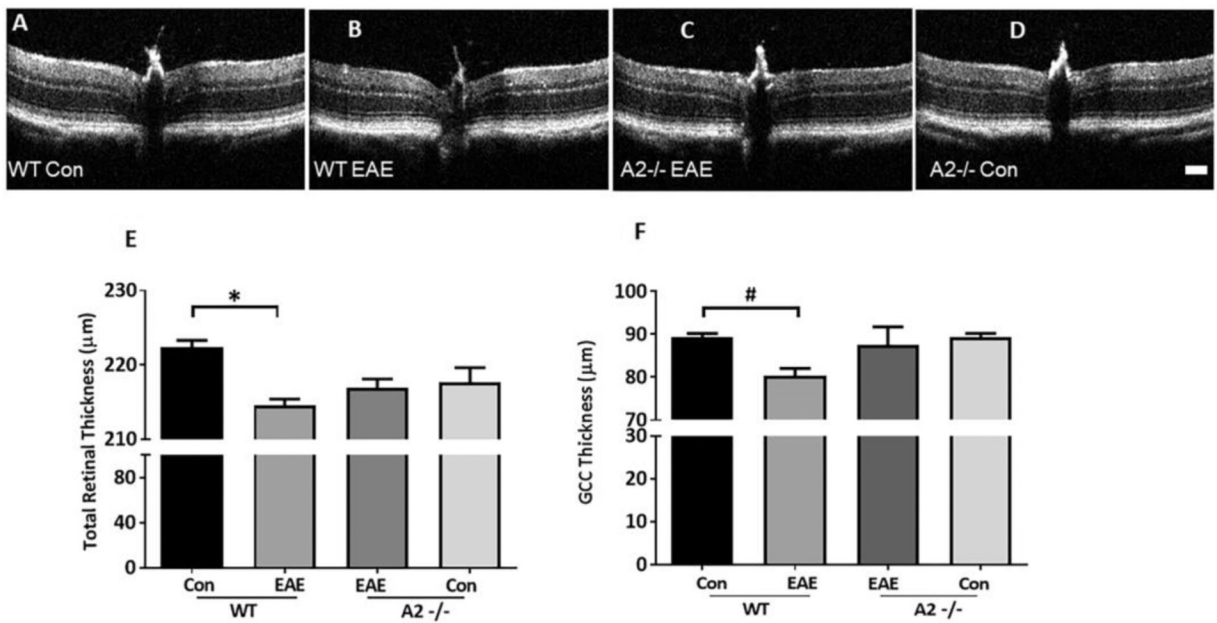 A
B
C
D
WT Con
WT EAE
A2-/- EAE
A2-/- Con
E
F
Total Retinal Thickness (μm)
230
220
210
80
40
0
*
Con
EAE
EAE
Con
WT
A2 -/-
GCC Thickness (μm)
100
90
80
70
30
20
10
0
#
Con
EAE
EAE
Con
WT
A2 -/-